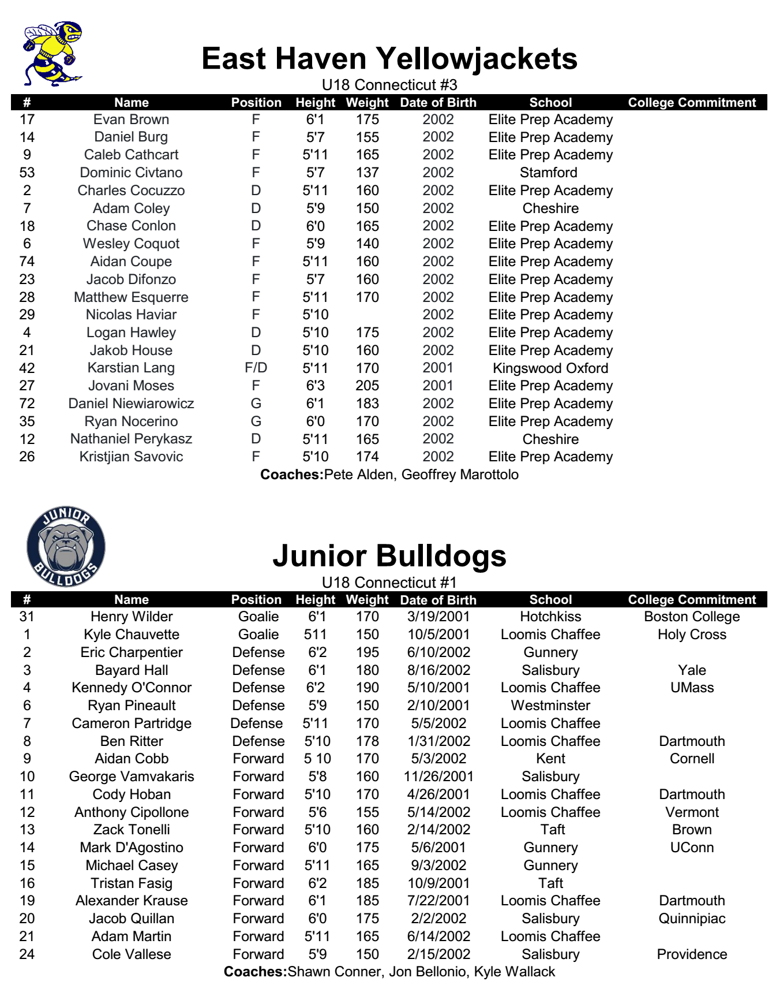 East Haven Yellowjackets
U18 Connecticut #3
# Name Position Height Weight Date of Birth School College Commitment
17 Evan Brown F 6'1 175 2002 Elite Prep Academy
14 Daniel Burg F 5'7 155 2002 Elite Prep Academy
9 Caleb Cathcart F 5'11 165 2002 Elite Prep Academy
53 Dominic Civtano F 5'7 137 2002 Stamford
2 Charles Cocuzzo D 5'11 160 2002 Elite Prep Academy
7 Adam Coley D 5'9 150 2002 Cheshire
18 Chase Conlon D 6'0 165 2002 Elite Prep Academy
6 Wesley Coquot F 5'9 140 2002 Elite Prep Academy
74 Aidan Coupe F 5'11 160 2002 Elite Prep Academy
23 Jacob Difonzo F 5'7 160 2002 Elite Prep Academy
28 Matthew Esquerre F 5'11 170 2002 Elite Prep Academy
29 Nicolas Haviar F 5'10 2002 Elite Prep Academy
4 Logan Hawley D 5'10 175 2002 Elite Prep Academy
21 Jakob House D 5'10 160 2002 Elite Prep Academy
42 Karstian Lang F/D 5'11 170 2001 Kingswood Oxford
27 Jovani Moses F 6'3 205 2001 Elite Prep Academy
72 Daniel Niewiarowicz G 6'1 183 2002 Elite Prep Academy
35 Ryan Nocerino G 6'0 170 2002 Elite Prep Academy
12 Nathaniel Perykasz D 5'11 165 2002 Cheshire
26 Kristjian Savovic F 5'10 174 2002 Elite Prep Academy
Coaches:Pete Alden, Geoffrey Marottolo
JUNIOR
BULLDOGS
Junior Bulldogs
U18 Connecticut #1
# Name Position Height Weight Date of Birth School College Commitment
31 Henry Wilder Goalie 6'1 170 3/19/2001 Hotchkiss Boston College
1 Kyle Chauvette Goalie 511 150 10/5/2001 Loomis Chaffee Holy Cross
2 Eric Charpentier Defense 6'2 195 6/10/2002 Gunnery
3 Bayard Hall Defense 6'1 180 8/16/2002 Salisbury Yale
4 Kennedy O'Connor Defense 6'2 190 5/10/2001 Loomis Chaffee UMass
6 Ryan Pineault Defense 5'9 150 2/10/2001 Westminster
7 Cameron Partridge Defense 5'11 170 5/5/2002 Loomis Chaffee
8 Ben Ritter Defense 5'10 178 1/31/2002 Loomis Chaffee Dartmouth
9 Aidan Cobb Forward 5 10 170 5/3/2002 Kent Cornell
10 George Vamvakaris Forward 5'8 160 11/26/2001 Salisbury
11 Cody Hoban Forward 5'10 170 4/26/2001 Loomis Chaffee Dartmouth
12 Anthony Cipollone Forward 5'6 155 5/14/2002 Loomis Chaffee Vermont
13 Zack Tonelli Forward 5'10 160 2/14/2002 Taft Brown
14 Mark D'Agostino Forward 6'0 175 5/6/2001 Gunnery UConn
15 Michael Casey Forward 5'11 165 9/3/2002 Gunnery
16 Tristan Fasig Forward 6'2 185 10/9/2001 Taft
19 Alexander Krause Forward 6'1 185 7/22/2001 Loomis Chaffee Dartmouth
20 Jacob Quillan Forward 6'0 175 2/2/2002 Salisbury Quinnipiac
21 Adam Martin Forward 5'11 165 6/14/2002 Loomis Chaffee
24 Cole Vallese Forward 5'9 150 2/15/2002 Salisbury Providence
Coaches:Shawn Conner, Jon Bellonio, Kyle Wallack